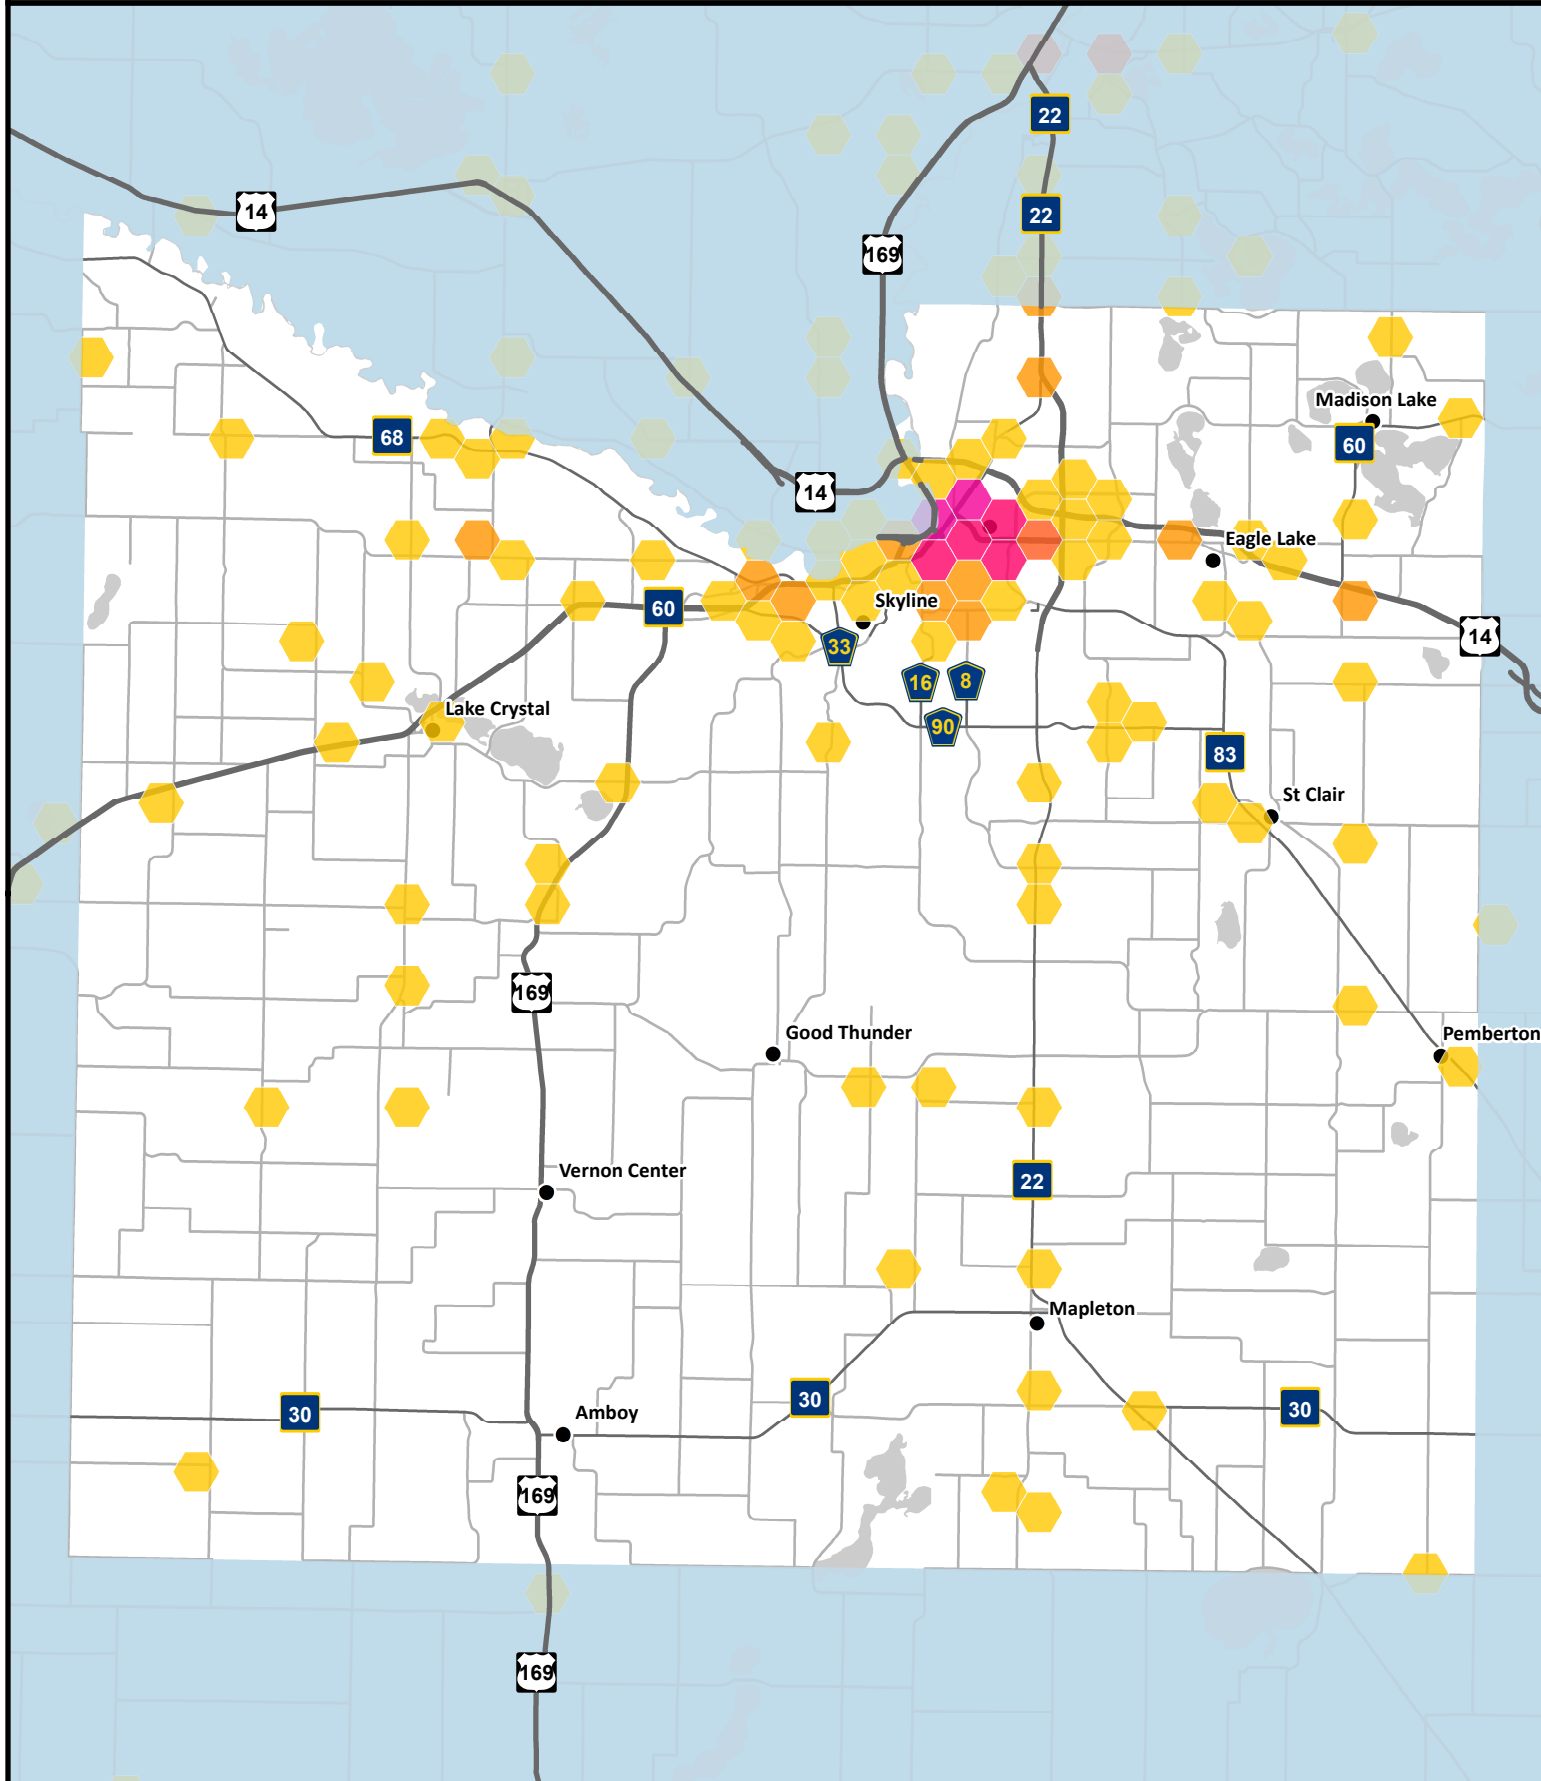 22
14
22
169
Madison Lake
68
60
14
Eagle Lake
60
Skyline
14
33
16
8
Lake Crystal
90
83
St Clair
169
Good Thunder
Pemberton
Vernon Center
22
Mapleton
30
30
30
Amboy
169
169